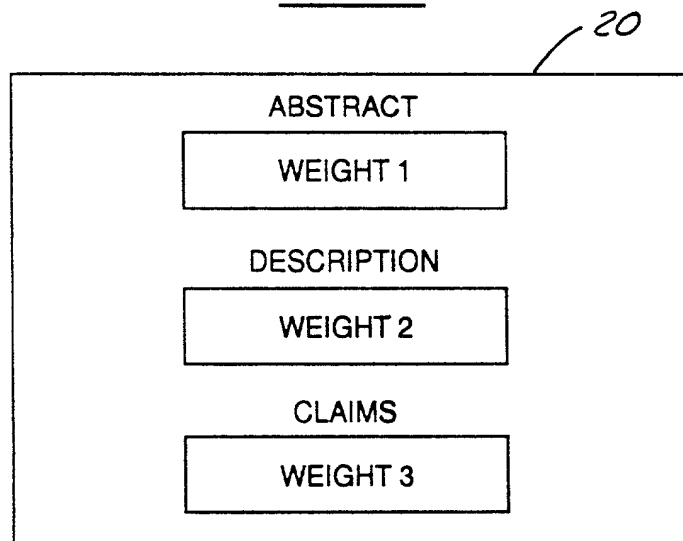 20
ABSTRACT
WEIGHT 1
DESCRIPTION
WEIGHT 2
CLAIMS
WEIGHT 3